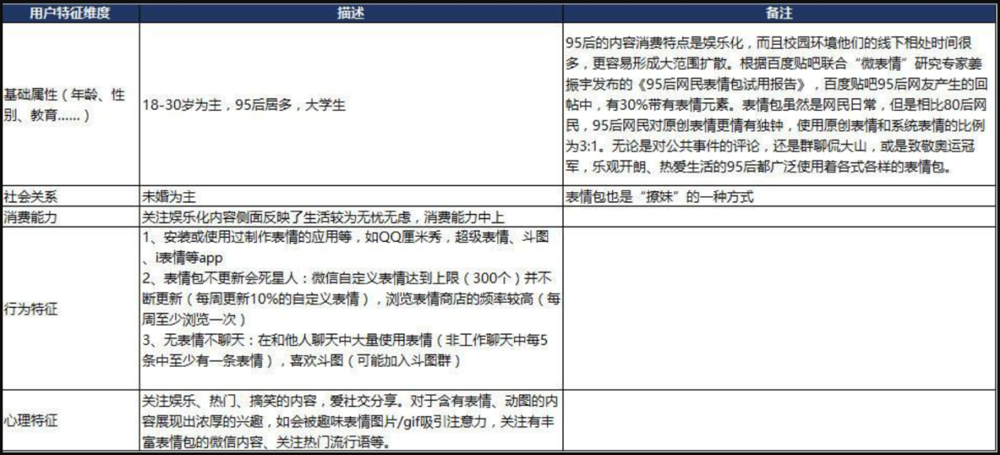 用户特征维度
描述
备注
基础属性（年龄、性
别、教育……）
18-30岁为主，95后居多，大学生
95后的内容消费特点是娱乐化，而且校园环境他们的线下相处时间很
多，更容易形成大范围扩散。根据百度贴吧联合“微表情”研究专家姜
振宇发布的《95后网民表情包试用报告》，百度贴吧95后网友产生的回
帖中，有30%带有表情元素。表情包虽然是网民日常，但是相比80后网
民，95后网民对原创表情更情有独钟，使用原创表情和系统表情的比例
为3:1。无论是对公共事件的评论，还是群聊侃大山，或是致敬奥运冠
军，乐观开朗、热爱生活的95后都广泛使用着各式各样的表情包。
社会关系
未婚为主
表情包也是“撩妹”的一种方式
消费能力
关注娱乐化内容侧面反映了生活较为无忧无虑，消费能力中上
行为特征
1、安装或使用过制作表情的应用等，如QQ厘米秀，超级表情、斗图
、i表情等app
2、表情包不更新会死星人：微信自定义表情达到上限（300个）并不
断更新（每周更新10%的自定义表情），浏览表情商店的频率较高（每
周至少浏览一次）
3、无表情不聊天：在和他人聊天中大量使用表情（非工作聊天中每5
条中至少有一条表情），喜欢斗图（可能加入斗图群）
心理特征
关注娱乐、热门、搞笑的内容，爱社交分享。对于含有表情、动图的内
容展现出浓厚的兴趣，如会被趣味表情图片/gif吸引注意力，关注有丰
富表情包的微信内容、关注热门流行语等。